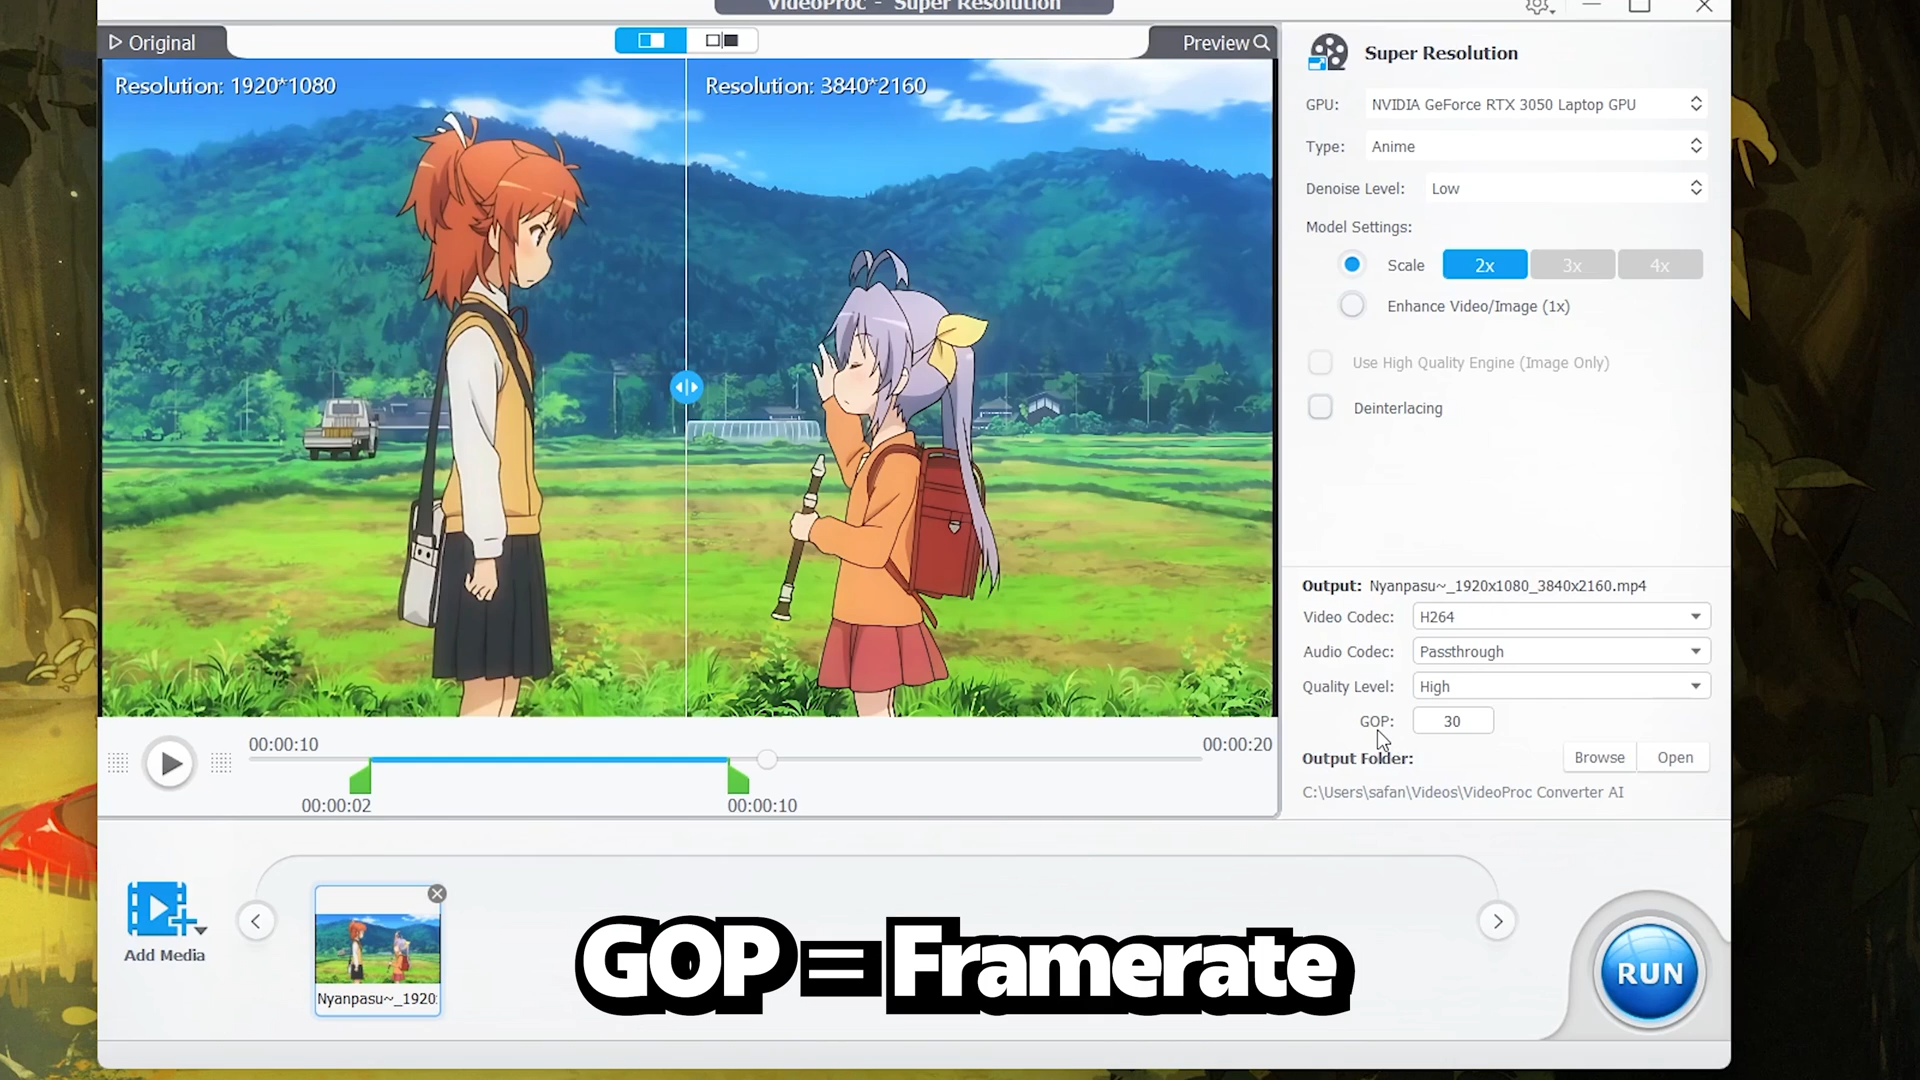 VideoProc - Super Resolution
Original
Preview
Resolution: 1920*1080
Resolution: 3840*2160
Super Resolution
GPU: NVIDIA GeForce RTX 3050 Laptop GPU
Type: Anime
Denoise Level: Low
Model Settings:
Scale 2x 3x 4x
Enhance Video/Image (1x)
Use High Quality Engine (Image Only)
Deinterlacing
Output: Nyanpasu~_1920x1080_3840x2160.mp4
Video Codec: H264
Audio Codec: Passthrough
Quality Level: High
GOP: 30
Output Folder: Browse Open
C:\Users\safan\Videos\VideoProc Converter AI
00:00:10
00:00:20
00:00:02
00:00:10
Add Media
Nyanpasu~_1920
RUN
GOP = Framerate